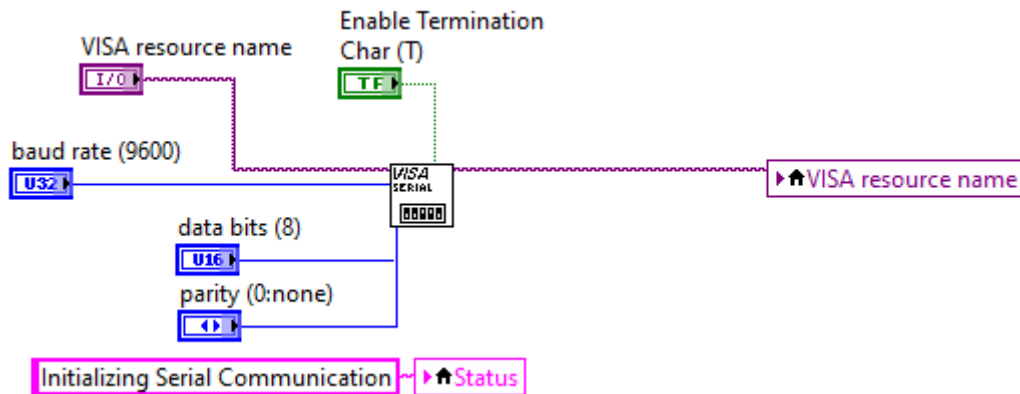 Enable Termination
Char (T)
TF
VISA resource name
I/O
baud rate (9600)
U32
VISA
SERIAL
VISA resource name
data bits (8)
U16
parity (0:none)
Initializing Serial Communication
Status